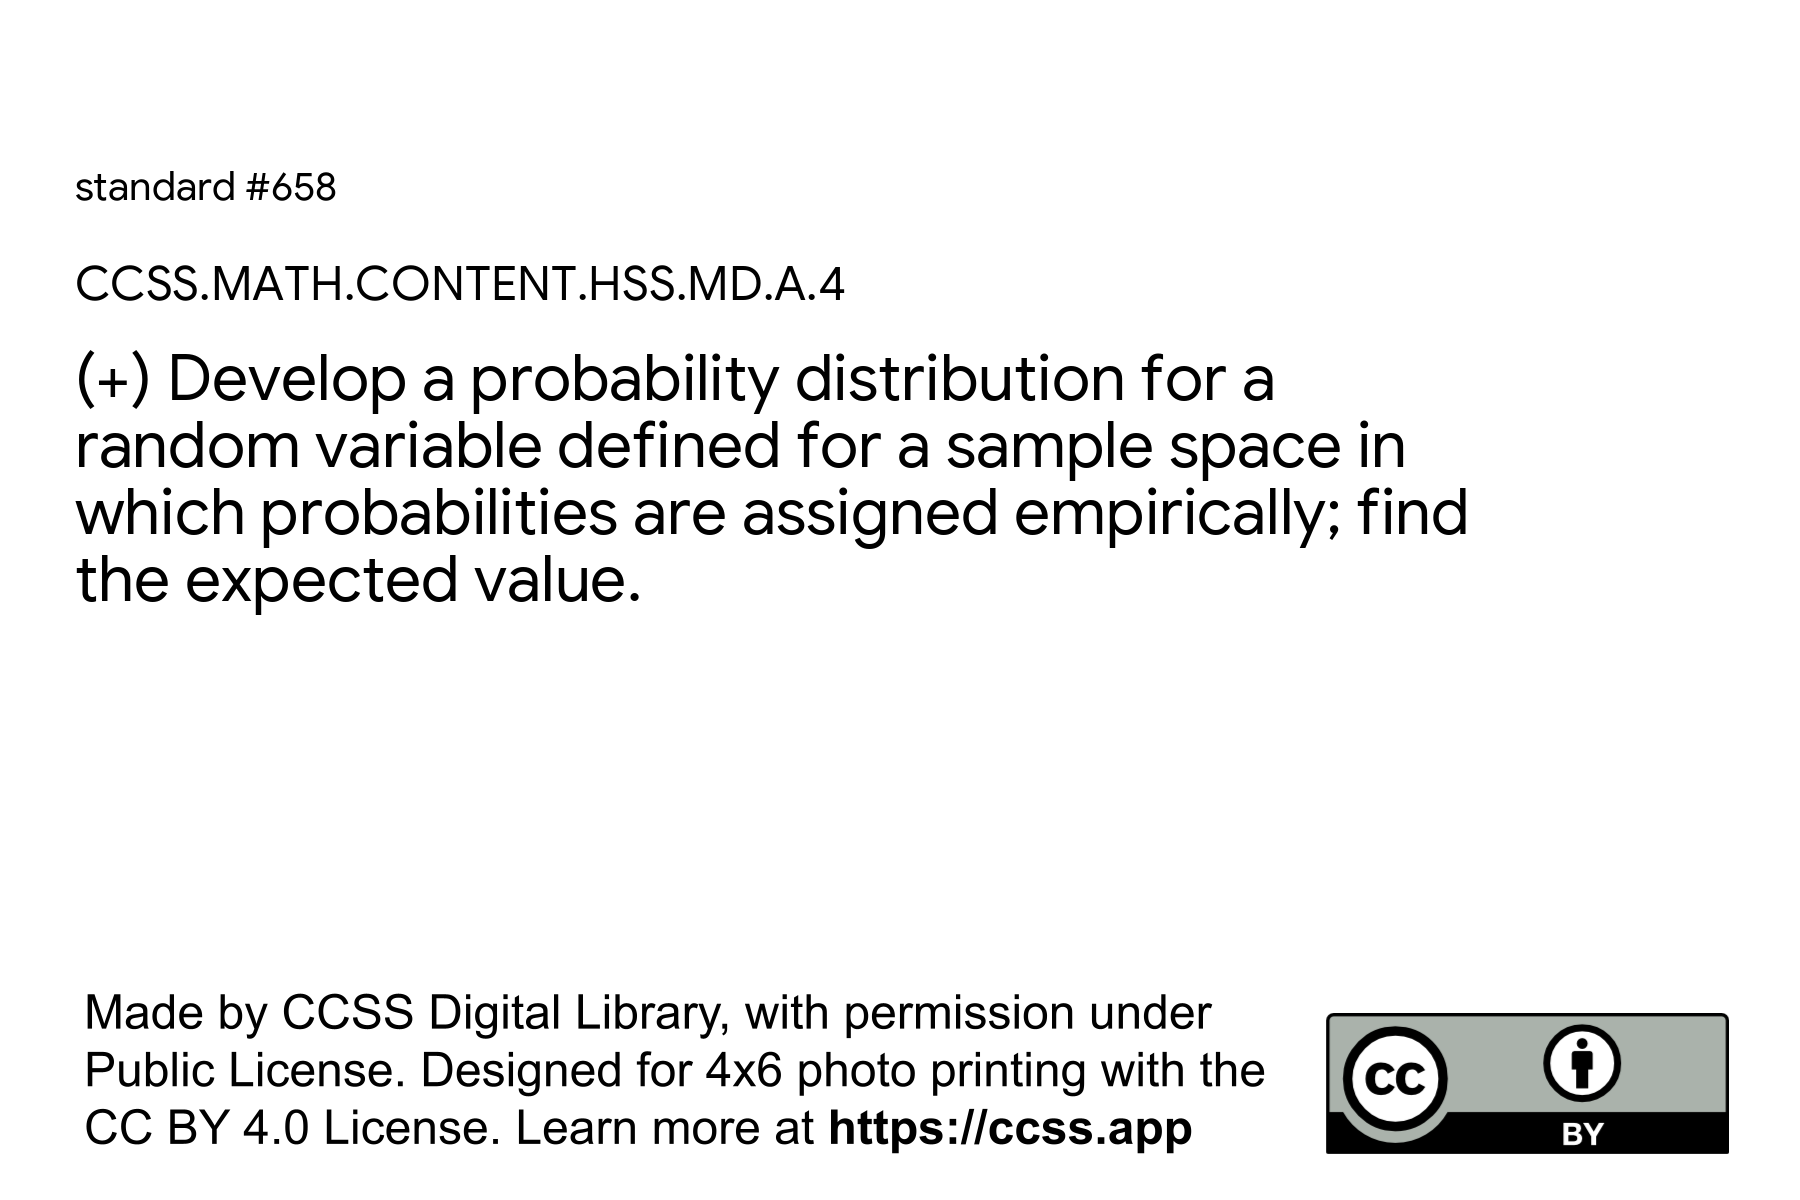 standard #658
CCSS.MATH.CONTENT.HSS.MD.A.4
(+) Develop a probability distribution for a
random variable defined for a sample space in
which probabilities are assigned empirically; find
the expected value.
Made by CCSS Digital Library, with permission under
Public License. Designed for 4x6 photo printing with the
CC BY 4.0 License. Learn more at https://ccss.app
CC
BY